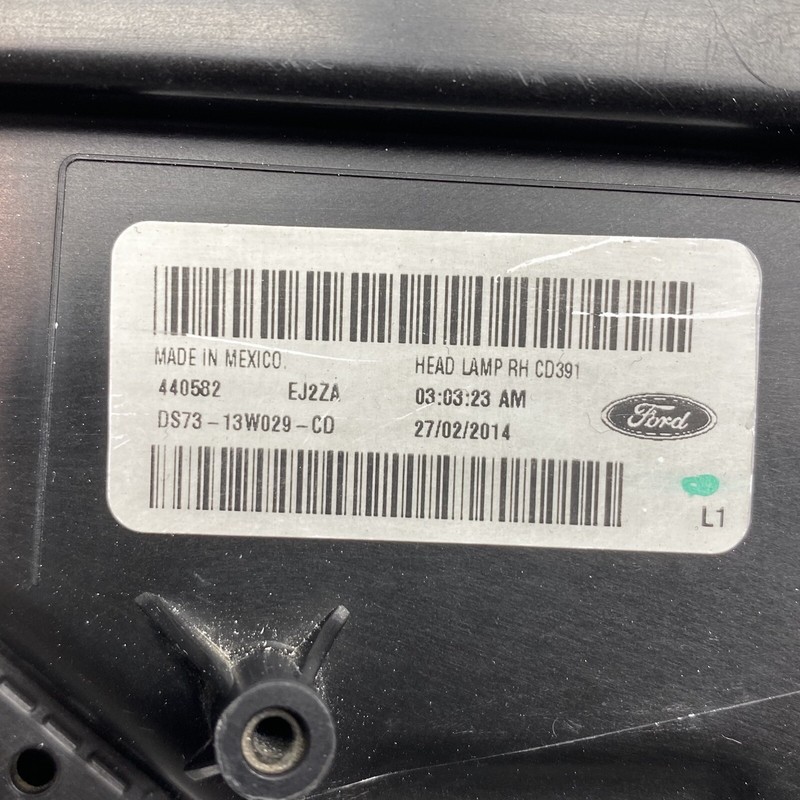 MADE IN MEXICO. HEAD LAMP RH CD391
440582 EJ2ZA 03:03:23 AM
DS73-13W029-CD 27/02/2014
Ford
L1